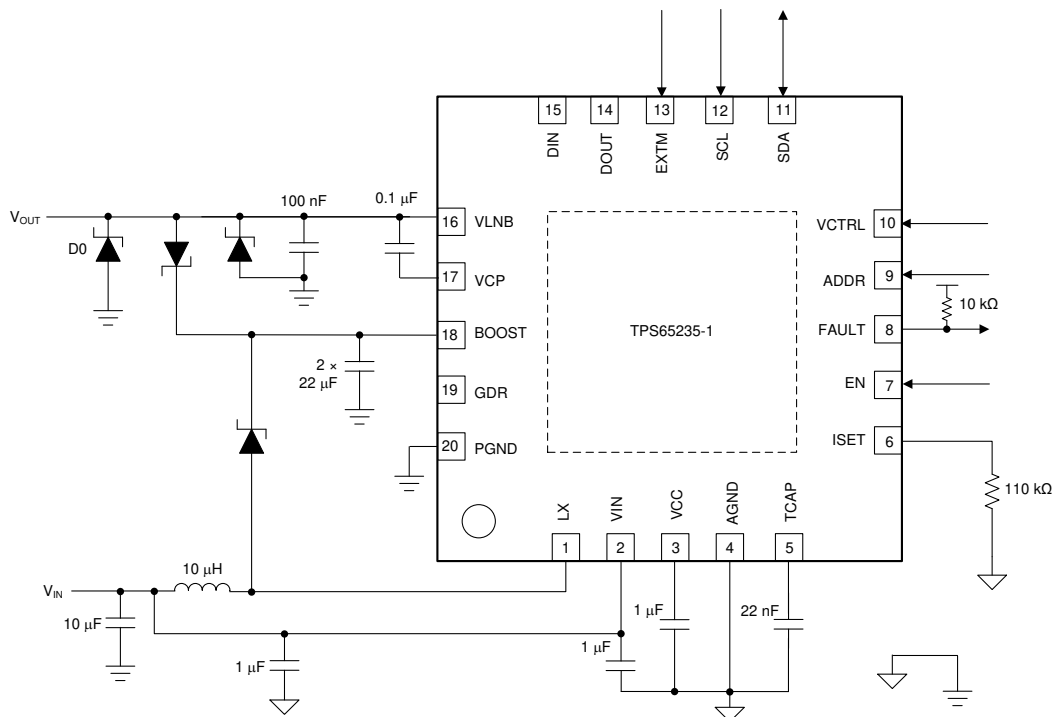 15 14 13 12 11
DIN DOUT EXTM SCL SDA
100 nF
0.1 μF
VOUT
D0
16 VLNB
17 VCP
18 BOOST
19 GDR
20 PGND
2 ×
22 μF
TPS65235-1
VCTRL 10
ADDR 9
10 kΩ
FAULT 8
EN 7
ISET 6
110 kΩ
LX VIN VCC AGND TCAP
1 2 3 4 5
VIN
10 μH
10 μF
1 μF
1 μF
1 μF
22 nF